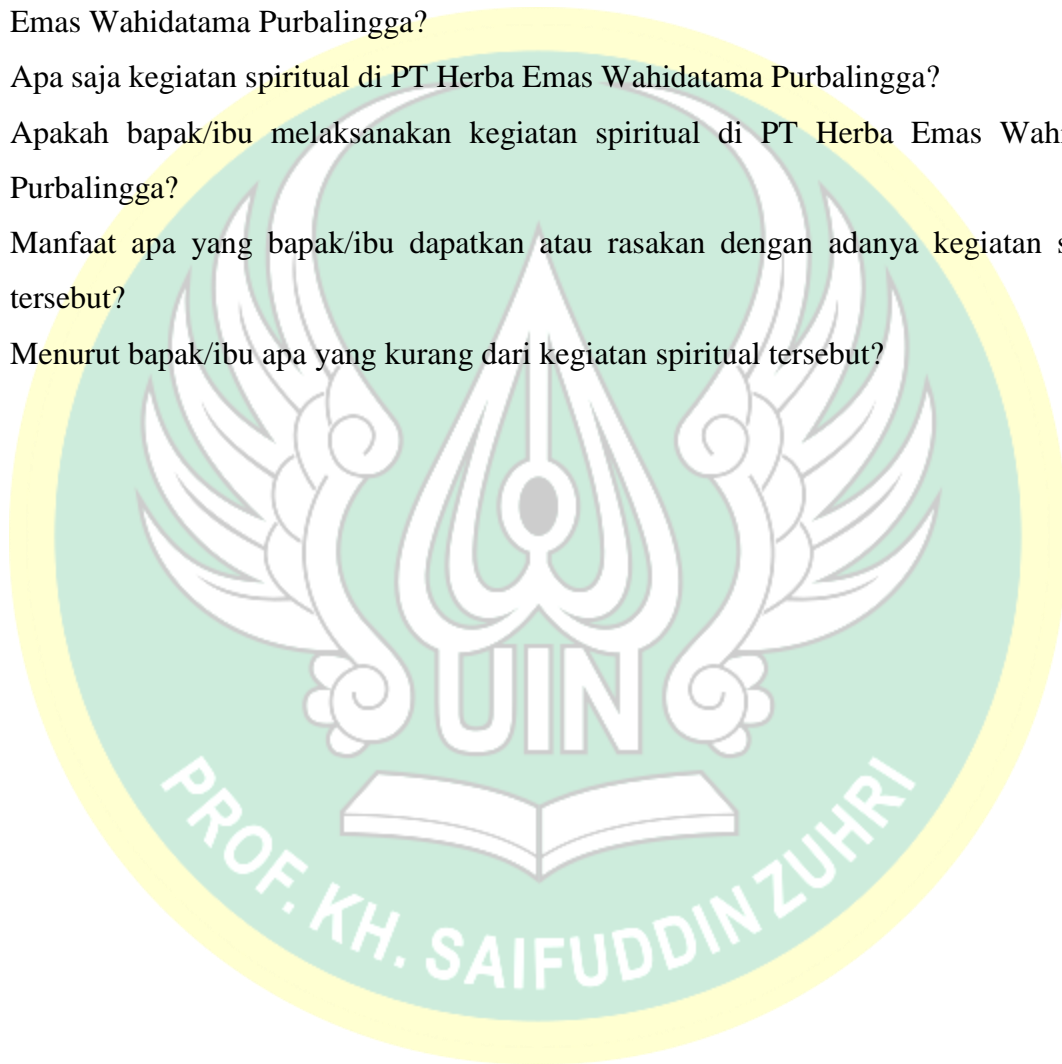 Emas Wahidatama Purbalingga?
Apa saja kegiatan spiritual di PT Herba Emas Wahidatama Purbalingga?
Apakah bapak/ibu melaksanakan kegiatan spiritual di PT Herba Emas
Purbalingga?
Manfaat apa yang bapak/ibu dapatkan atau rasakan dengan adanya kegiatan
tersebut?
Menurut bapak/ibu apa yang kurang dari kegiatan spiritual tersebut?
UIN
PROF. KH. SAIFUDDIN ZUHRI